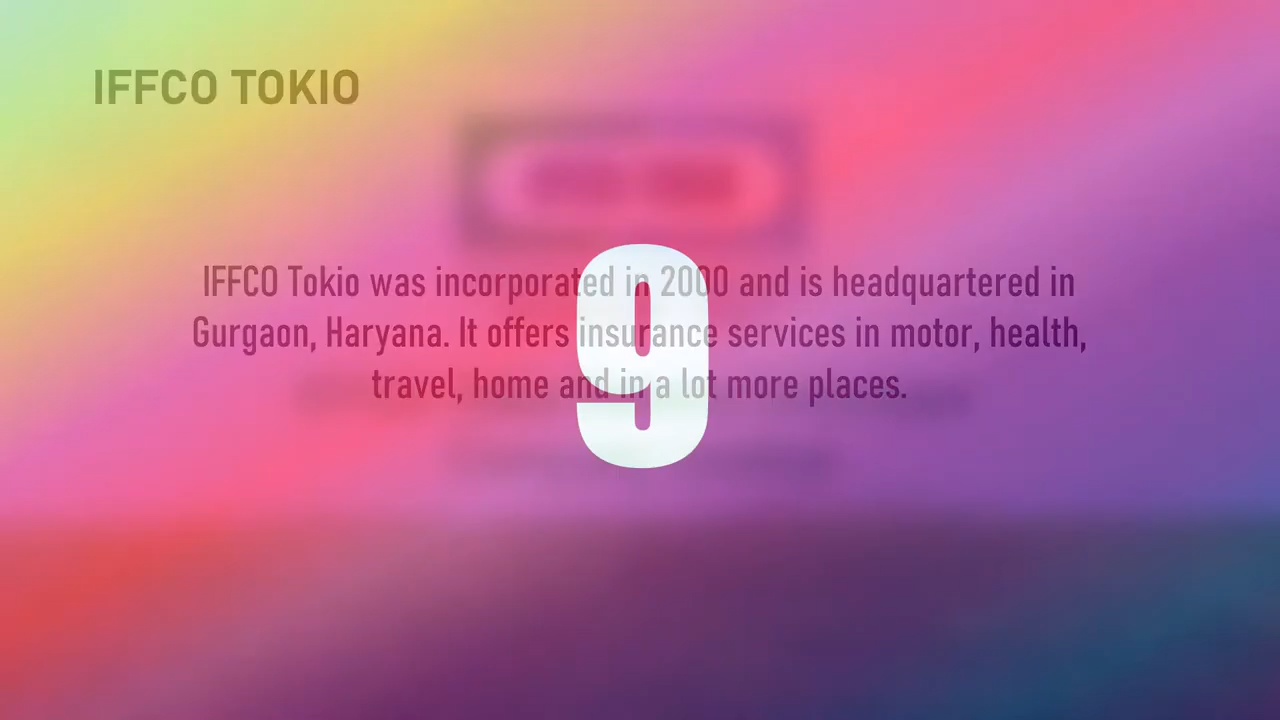 IFFCO TOKIO
IFFCO Tokio was incorporated in 2000 and is headquartered in
Gurgaon, Haryana. It offers insurance services in motor, health,
travel, home and in a lot more places.
9